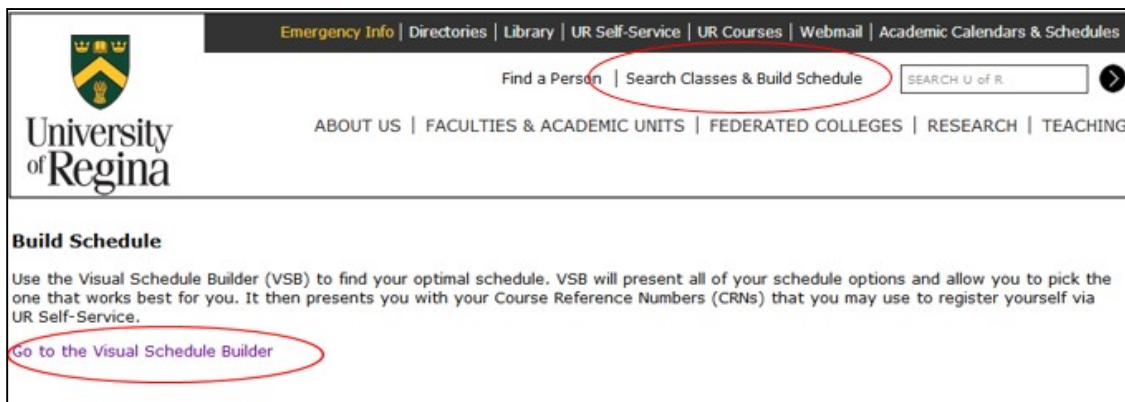 Emergency Info | Directories | Library | UR Self-Service | UR Courses | Webmail | Academic Calendars & Schedules
Find a Person | Search Classes & Build Schedule
SEARCH U of R
ABOUT US | FACULTIES & ACADEMIC UNITS | FEDERATED COLLEGES | RESEARCH | TEACHING
University
of Regina
Build Schedule
Use the Visual Schedule Builder (VSB) to find your optimal schedule. VSB will present all of your schedule options and allow you to pick the
one that works best for you. It then presents you with your Course Reference Numbers (CRNs) that you may use to register yourself via
UR Self-Service.
Go to the Visual Schedule Builder